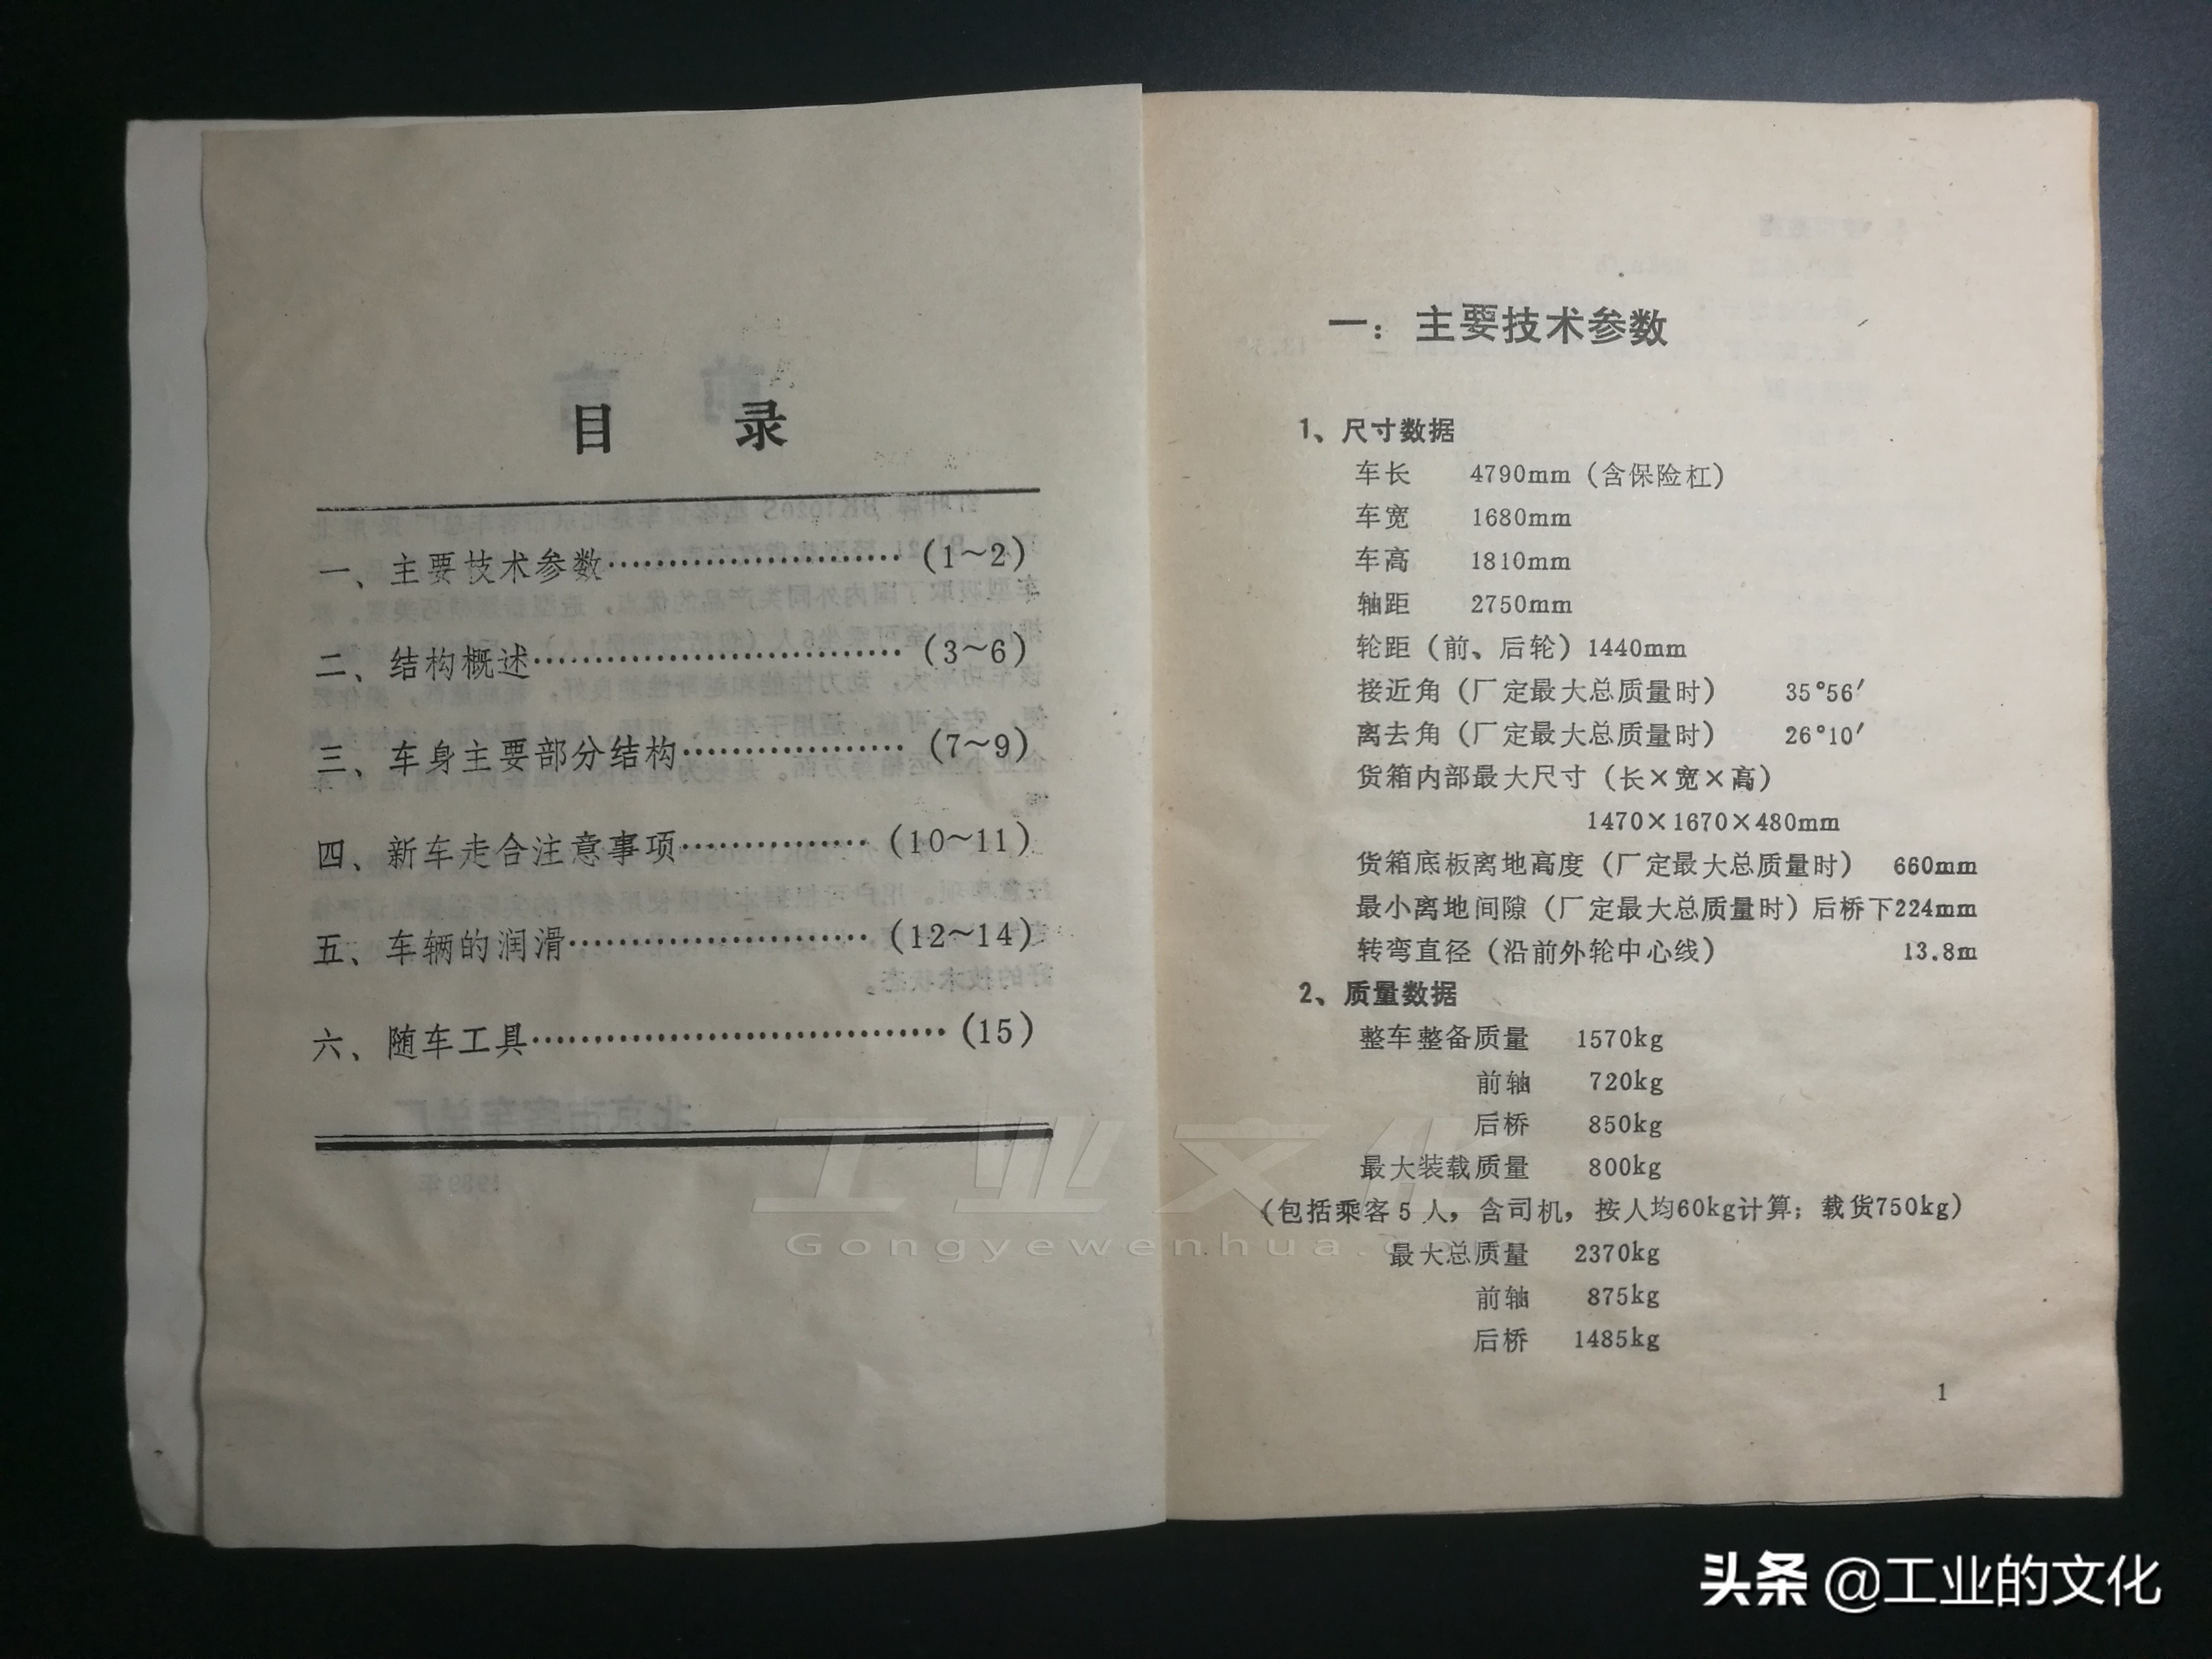 目 录
一、主要技术参数…………………………(1～2)
二、结构概述…………………………………(3～6)
三、车身主要部分结构……………………(7～9)
四、新车走合注意事项…………………(10～11)
五、车辆的润滑……………………………(12～14)
六、随车工具……………………………………(15)
一：主要技术参数
1、尺寸数据
车长 4790mm（含保险杠）
车宽 1680mm
车高 1810mm
轴距 2750mm
轮距（前、后轮）1440mm
接近角（厂定最大总质量时） 35°56′
离去角（厂定最大总质量时） 26°10′
货箱内部最大尺寸（长×宽×高）
1470×1670×480mm
货箱底板离地高度（厂定最大总质量时） 660mm
最小离地间隙（厂定最大总质量时）后桥下224mm
转弯直径（沿前外轮中心线） 13.8m
2、质量数据
整车整备质量 1570kg
前轴 720kg
后桥 850kg
最大装载质量 800kg
（包括乘客5人，含司机，按人均60kg计算；载货750kg）
最大总质量 2370kg
前轴 875kg
后桥 1485kg
1
工业文化
Gongyewenhua.com
头条 @工业的文化